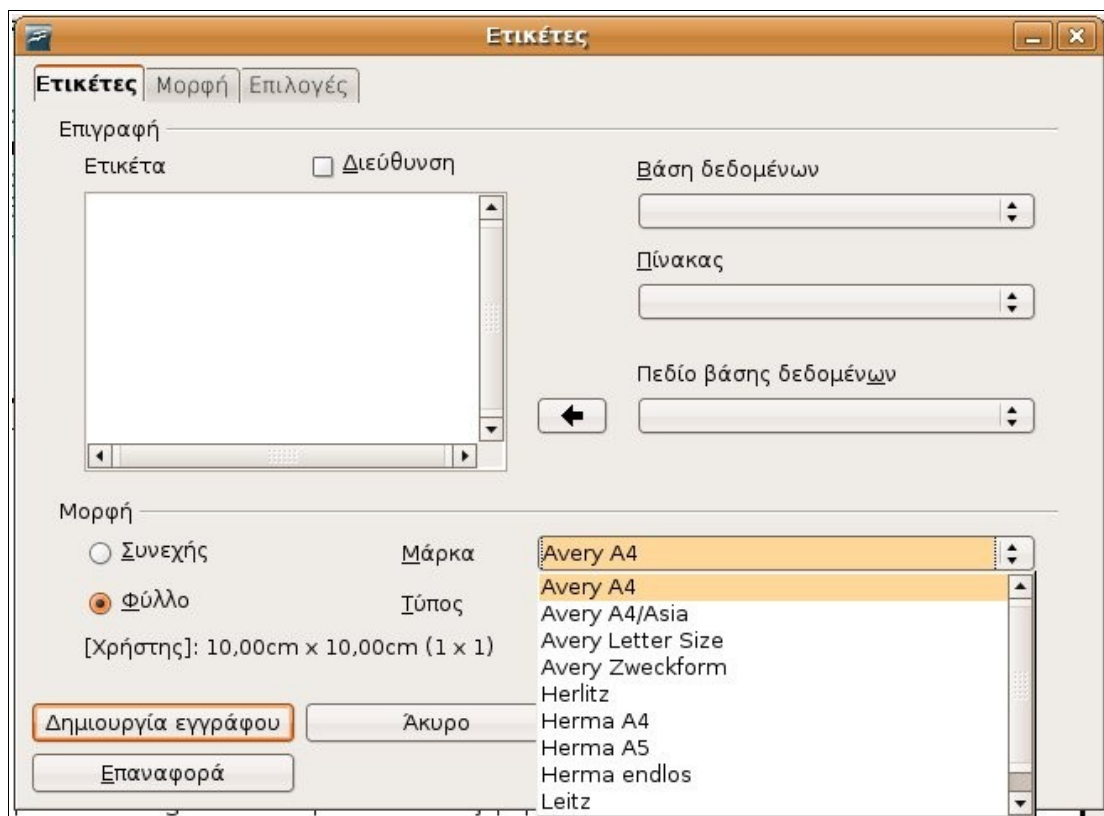 Ετικέτες
Ετικέτες Μορφή Επιλογές
Επιγραφή
Ετικέτα Διεύθυνση
Βάση δεδομένων
Πίνακας
Πεδίο βάσης δεδομένων
Μορφή
Συνεχής
Φύλλο
Μάρκα Avery A4
Τύπος
[Χρήστης]: 10,00cm x 10,00cm (1 x 1)
Avery A4
Avery A4/Asia
Avery Letter Size
Avery Zweckform
Herlitz
Herma A4
Herma A5
Herma endlos
Leitz
Δημιουργία εγγράφου Άκυρο
Επαναφορά